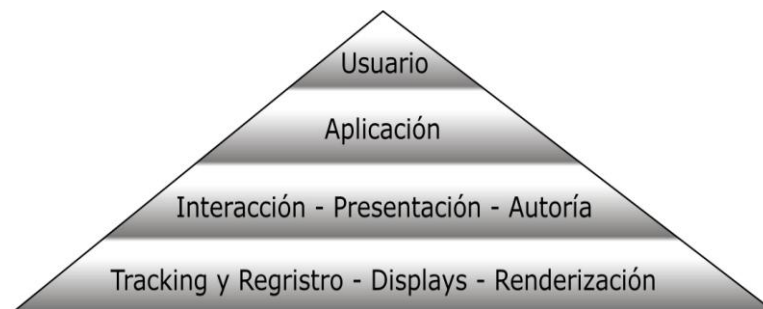 Usuario
Aplicación
Interacción - Presentación - Autoría
Tracking y Regristro - Displays - Renderización